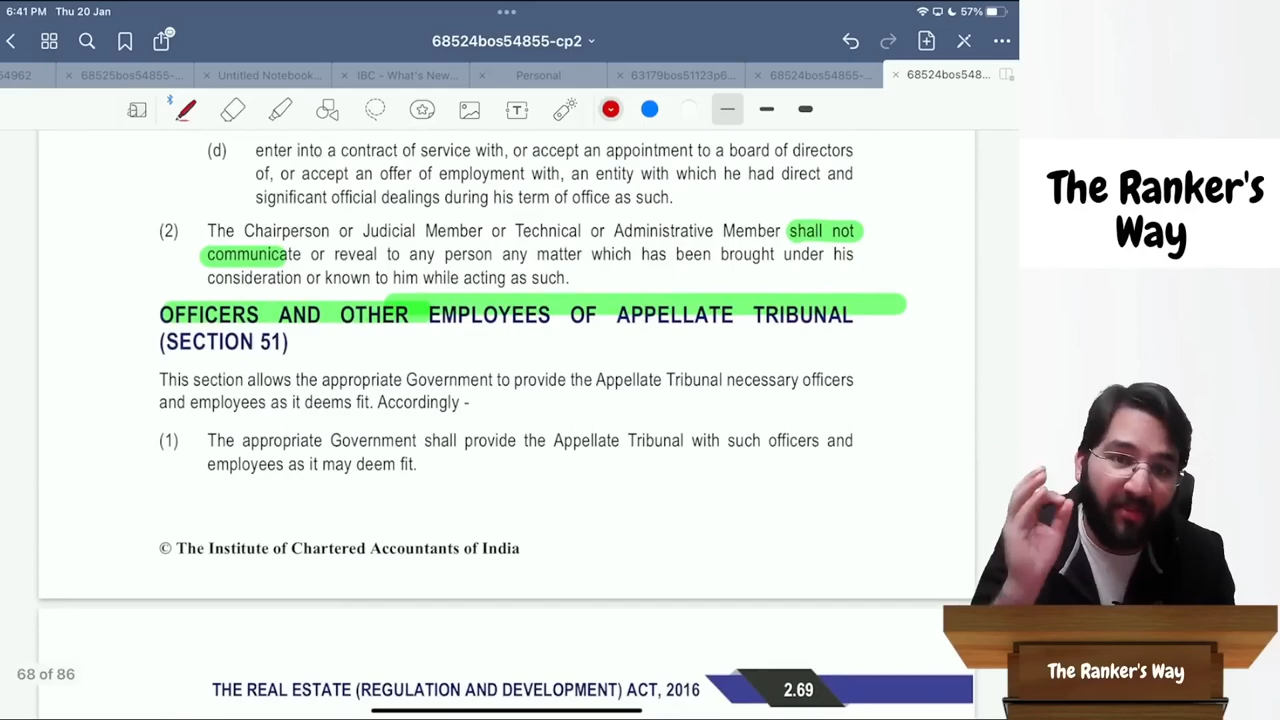 6:41 PM Thu 20 Jan
57%
68524bos54855-cp2
54962
68525bos54855-...
Untitled Notebook...
IBC - What's New...
Personal
63179bos51123p6...
68524bos54855-...
68524bos548...
(d) enter into a contract of service with, or accept an appointment to a board of directors
of, or accept an offer of employment with, an entity with which he had direct and
significant official dealings during his term of office as such.
(2) The Chairperson or Judicial Member or Technical or Administrative Member shall not
communicate or reveal to any person any matter which has been brought under his
consideration or known to him while acting as such.
OFFICERS AND OTHER EMPLOYEES OF APPELLATE TRIBUNAL
(SECTION 51)
This section allows the appropriate Government to provide the Appellate Tribunal necessary officers
and employees as it deems fit. Accordingly -
(1) The appropriate Government shall provide the Appellate Tribunal with such officers and
employees as it may deem fit.
© The Institute of Chartered Accountants of India
68 of 86
THE REAL ESTATE (REGULATION AND DEVELOPMENT) ACT, 2016
2.69
The Ranker's
Way
The Ranker's Way